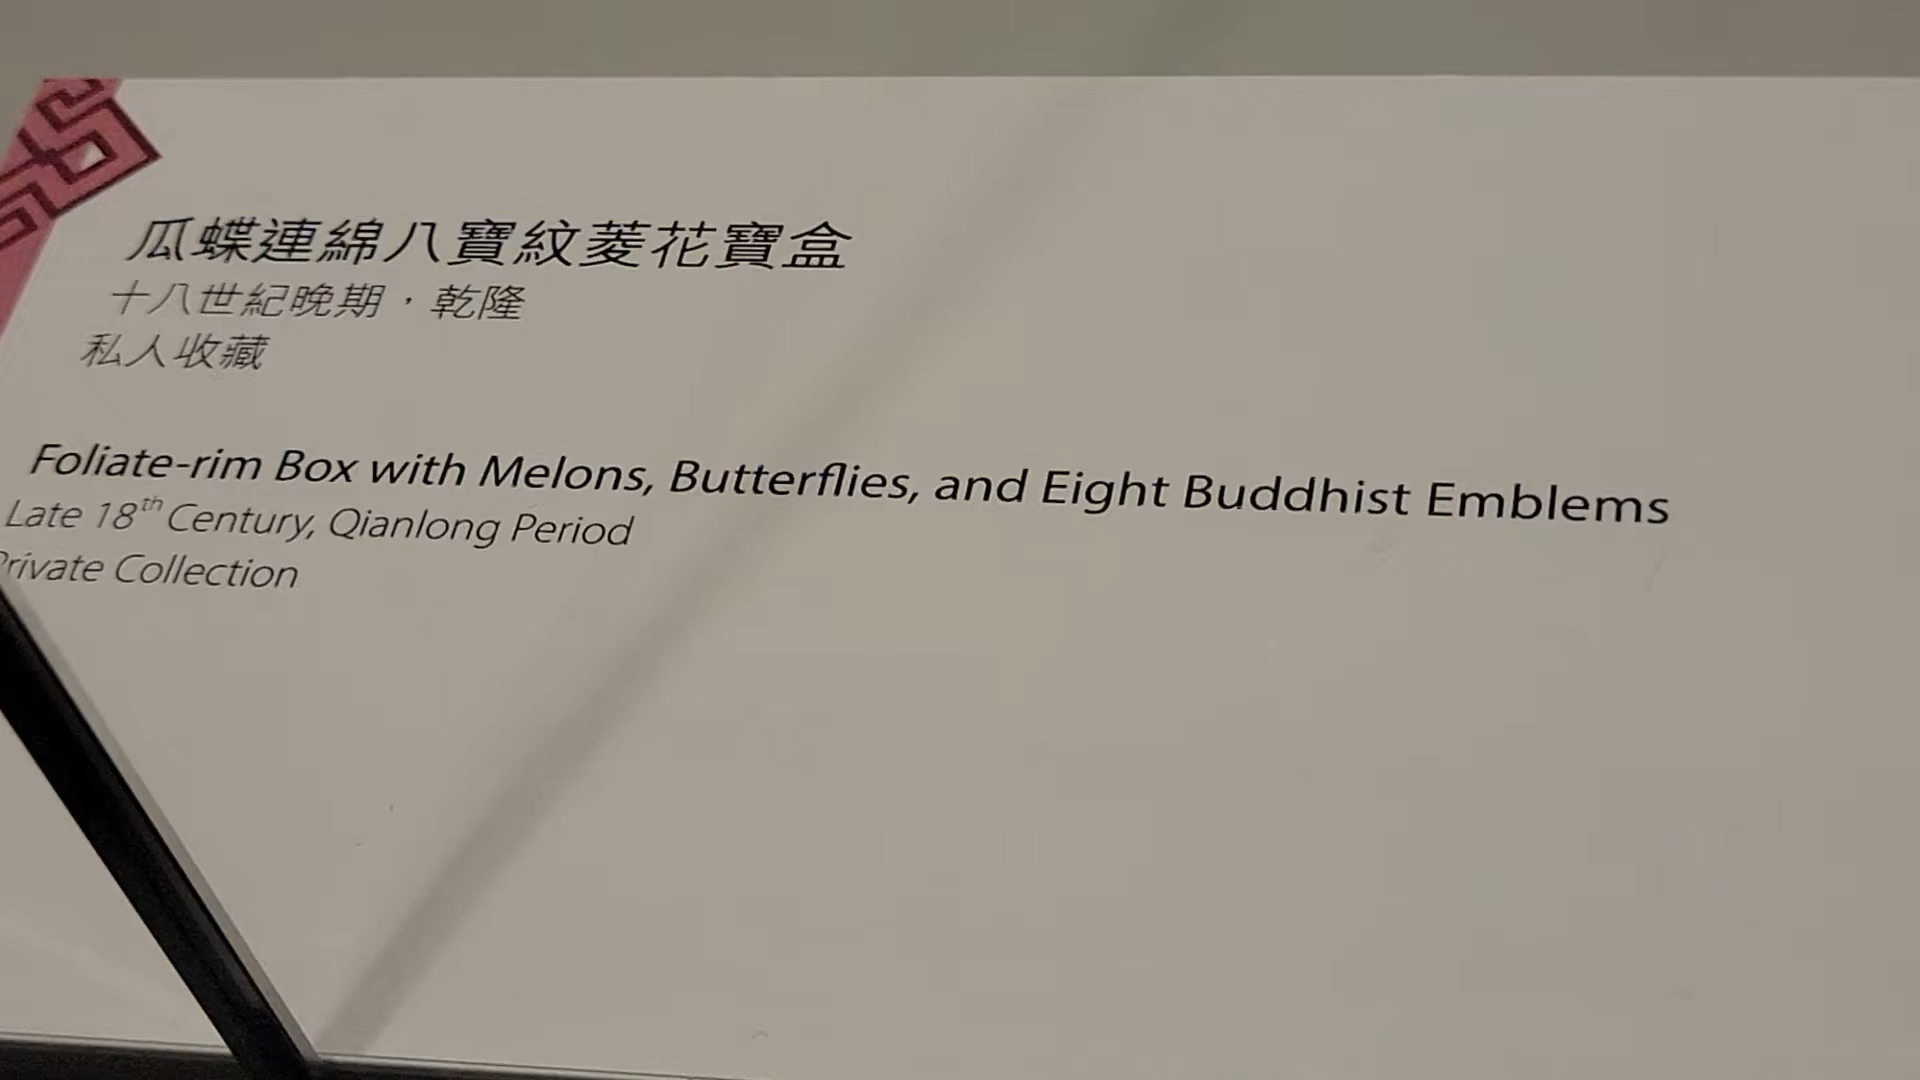 瓜蝶連綿八寶紋菱花寶盒
十八世紀晚期，乾隆
私人收藏
Foliate-rim Box with Melons, Butterflies, and Eight Buddhist Emblems
Late 18th Century, Qianlong Period
Private Collection